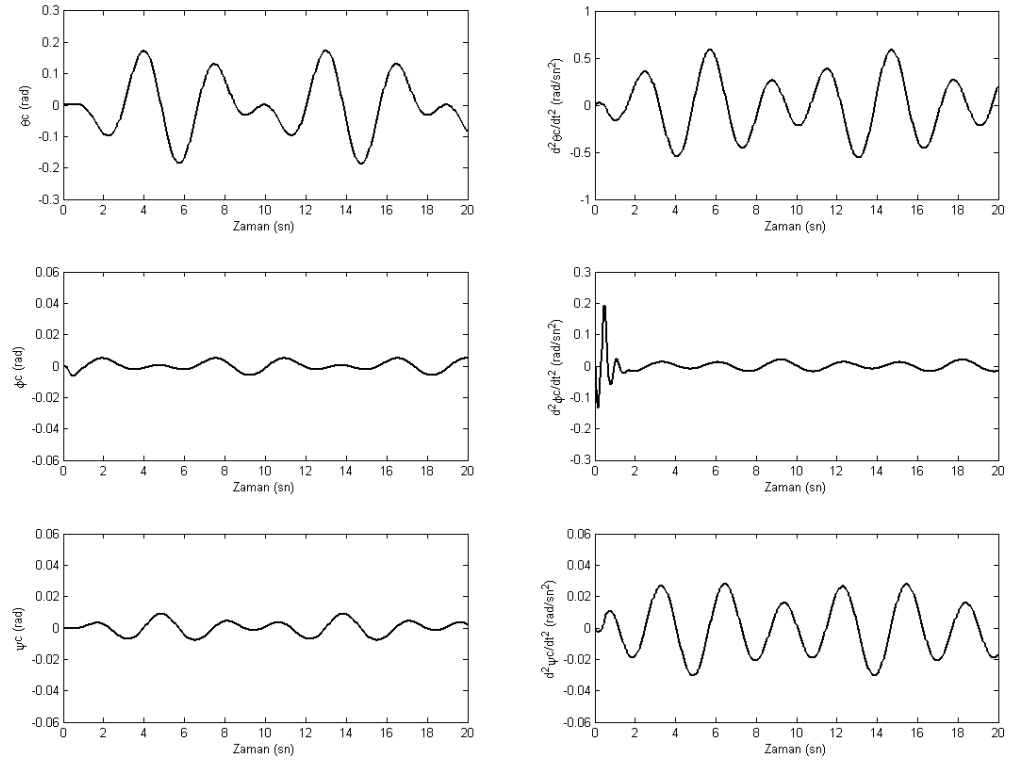 0.3
0.2
0.1
0
-0.1
-0.2
-0.3
θc (rad)
0 2 4 6 8 10 12 14 16 18 20
Zaman (sn)
1
0.5
0
-0.5
-1
d²θc/dt² (rad/sn²)
0 2 4 6 8 10 12 14 16 18 20
Zaman (sn)
0.06
0.04
0.02
0
-0.02
-0.04
-0.06
ϕc (rad)
0 2 4 6 8 10 12 14 16 18 20
Zaman (sn)
0.3
0.2
0.1
0
-0.1
-0.2
-0.3
d²ϕc/dt² (rad/sn²)
0 2 4 6 8 10 12 14 16 18 20
Zaman (sn)
0.06
0.04
0.02
0
-0.02
-0.04
-0.06
ψc (rad)
0 2 4 6 8 10 12 14 16 18 20
Zaman (sn)
0.06
0.04
0.02
0
-0.02
-0.04
-0.06
d²ψc/dt² (rad/sn²)
0 2 4 6 8 10 12 14 16 18 20
Zaman (sn)